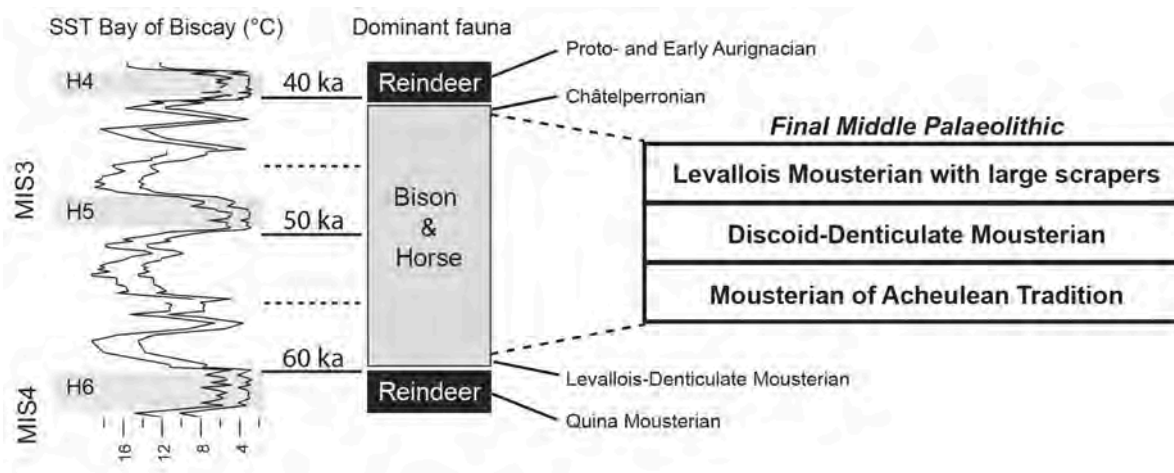 SST Bay of Biscay (°C)
Dominant fauna
H4
40 ka
Reindeer
Proto- and Early Aurignacian
Châtelperronian
Final Middle Palaeolithic
MIS3
Levallois Mousterian with large scrapers
H5
50 ka
Bison
&
Horse
Discoid-Denticulate Mousterian
Mousterian of Acheulean Tradition
60 ka
Levallois-Denticulate Mousterian
MIS4
H6
Reindeer
Quina Mousterian
16
12
8
4